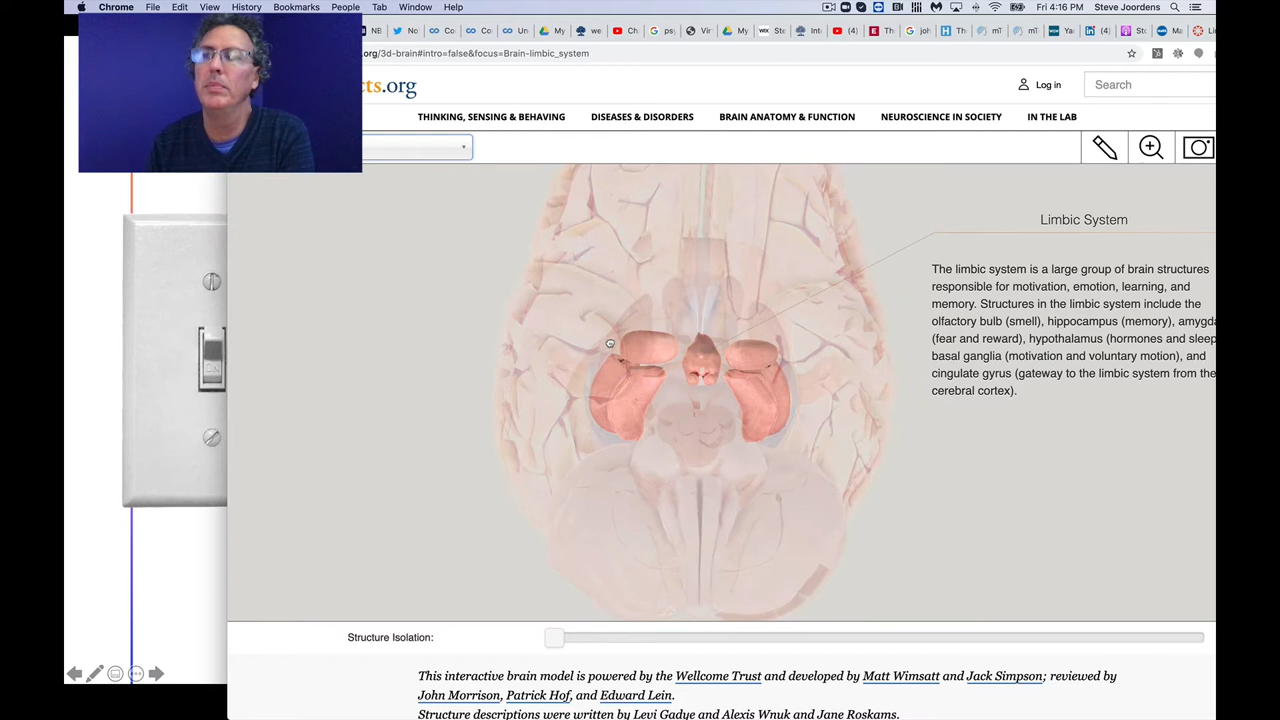 Chrome File Edit View History Bookmarks People Tab Window Help Fri 4:16 PM Steve Joordens
.org/3d-brain#intro=false&focus=Brain-limbic_system
cts.org
Log in
Search
THINKING, SENSING & BEHAVING DISEASES & DISORDERS BRAIN ANATOMY & FUNCTION NEUROSCIENCE IN SOCIETY IN THE LAB
Limbic System
The limbic system is a large group of brain structures
responsible for motivation, emotion, learning, and
memory. Structures in the limbic system include the
olfactory bulb (smell), hippocampus (memory), amygda
(fear and reward), hypothalamus (hormones and sleep
basal ganglia (motivation and voluntary motion), and
cingulate gyrus (gateway to the limbic system from the
cerebral cortex).
ON
Structure Isolation:
This interactive brain model is powered by the Wellcome Trust and developed by Matt Wimsatt and Jack Simpson; reviewed by
John Morrison, Patrick Hof, and Edward Lein.
Structure descriptions were written by Levi Gadye and Alexis Wnuk and Jane Roskams.